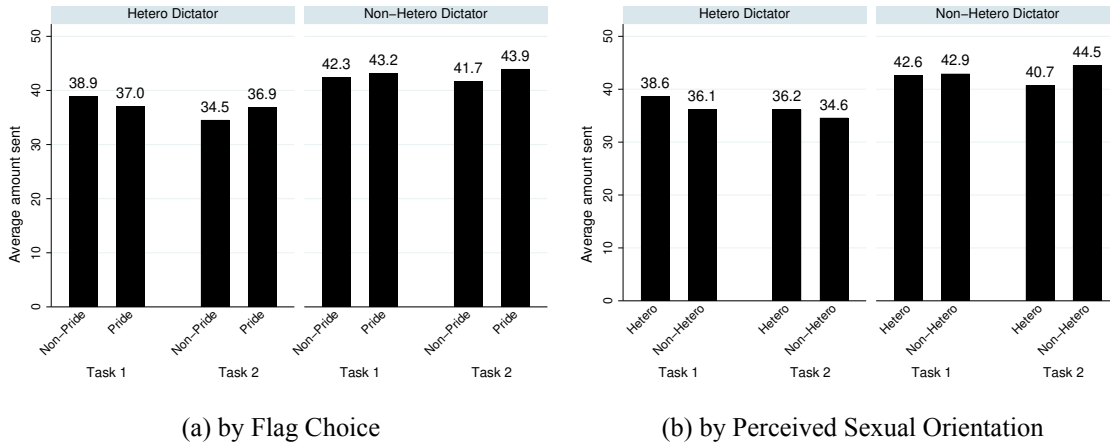 Hetero Dictator
Non−Hetero Dictator
Average amount sent
50
40
30
20
10
0
38.9
37.0
34.5
36.9
42.3
43.2
41.7
43.9
Non−Pride
Pride
Non−Pride
Pride
Non−Pride
Pride
Non−Pride
Pride
Task 1
Task 2
Task 1
Task 2
(a) by Flag Choice
Hetero Dictator
Non−Hetero Dictator
Average amount sent
50
40
30
20
10
0
38.6
36.1
36.2
34.6
42.6
42.9
40.7
44.5
Hetero
Non−Hetero
Hetero
Non−Hetero
Hetero
Non−Hetero
Hetero
Non−Hetero
Task 1
Task 2
Task 1
Task 2
(b) by Perceived Sexual Orientation